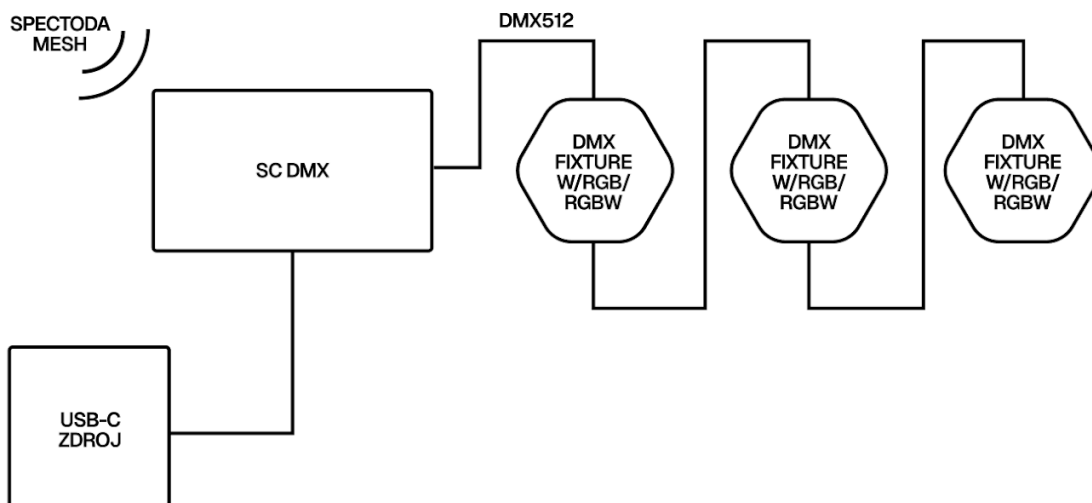 SPECTODA
MESH
DMX512
SC DMX
DMX
FIXTURE
W/RGB/
RGBW
DMX
FIXTURE
W/RGB/
RGBW
DMX
FIXTURE
W/RGB/
RGBW
USB-C
ZDROJ